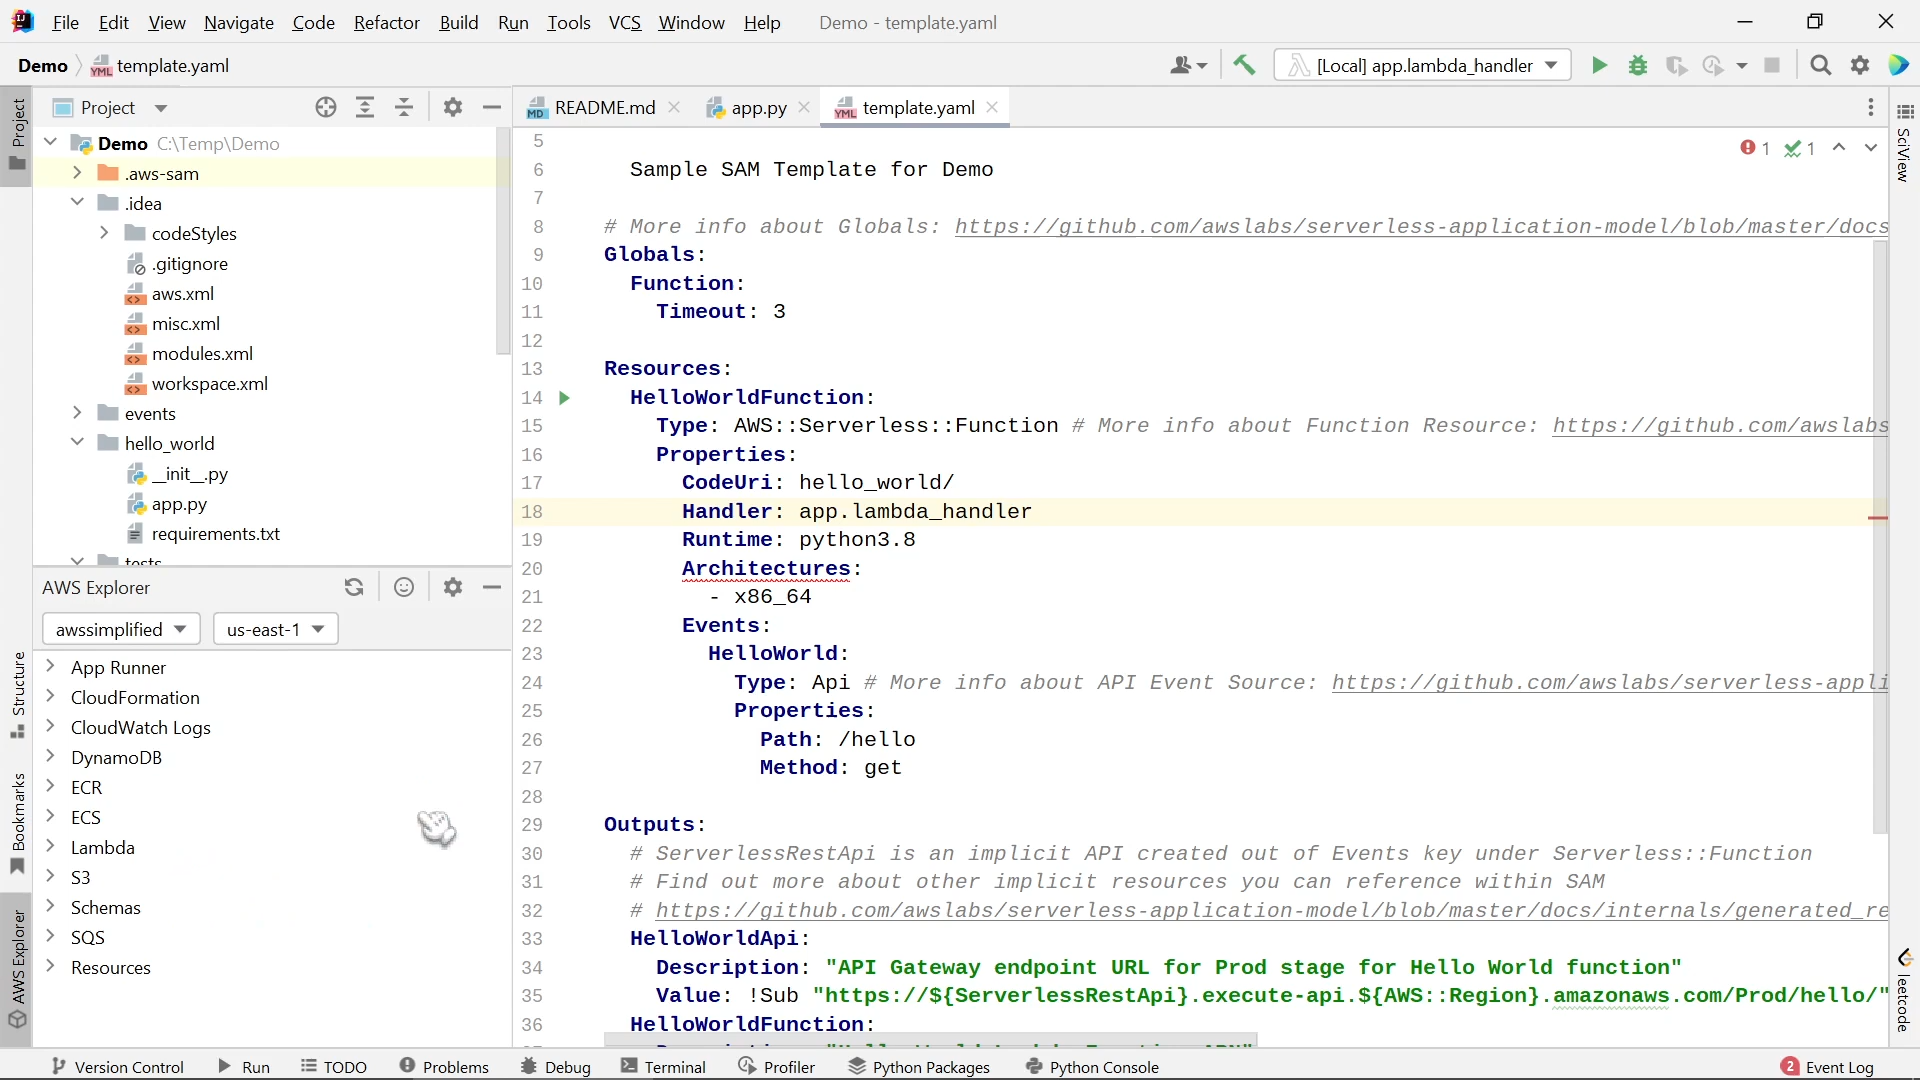 File Edit View Navigate Code Refactor Build Run Tools VCS Window Help Demo - template.yaml
Demo template.yaml [Local] app.lambda_handler
Project
Project
README.md app.py template.yaml
SciView
Demo C:\Temp\Demo
.aws-sam
.idea
codeStyles
.gitignore
aws.xml
misc.xml
modules.xml
workspace.xml
events
hello_world
__init__.py
app.py
requirements.txt
tests
AWS Explorer
awssimplified us-east-1
App Runner
CloudFormation
CloudWatch Logs
DynamoDB
ECR
ECS
Lambda
S3
Schemas
SQS
Resources
Structure
Bookmarks
AWS Explorer
1 1
5
6 Sample SAM Template for Demo
7
8 # More info about Globals: https://github.com/awslabs/serverless-application-model/blob/master/docs
9 Globals:
10 Function:
11 Timeout: 3
12
13 Resources:
14 HelloWorldFunction:
15 Type: AWS::Serverless::Function # More info about Function Resource: https://github.com/awslabs
16 Properties:
17 CodeUri: hello_world/
18 Handler: app.lambda_handler
19 Runtime: python3.8
20 Architectures:
21 - x86_64
22 Events:
23 HelloWorld:
24 Type: Api # More info about API Event Source: https://github.com/awslabs/serverless-appli
25 Properties:
26 Path: /hello
27 Method: get
28
29 Outputs:
30 # ServerlessRestApi is an implicit API created out of Events key under Serverless::Function
31 # Find out more about other implicit resources you can reference within SAM
32 # https://github.com/awslabs/serverless-application-model/blob/master/docs/internals/generated_re
33 HelloWorldApi:
34 Description: "API Gateway endpoint URL for Prod stage for Hello World function"
35 Value: !Sub "https://${ServerlessRestApi}.execute-api.${AWS::Region}.amazonaws.com/Prod/hello/"
36 HelloWorldFunction:
leetcode
Version Control Run TODO Problems Debug Terminal Profiler Python Packages Python Console 2 Event Log